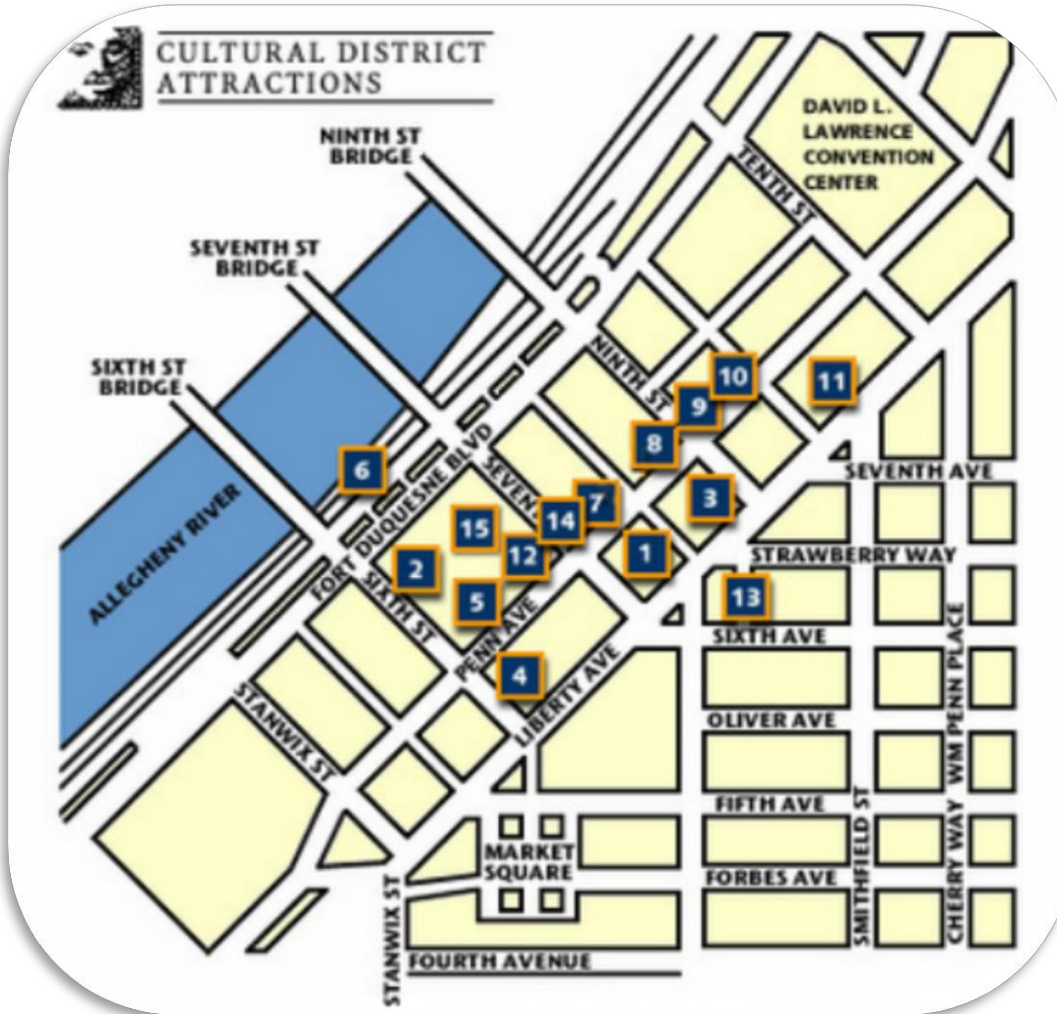 CULTURAL DISTRICT
ATTRACTIONS
DAVID L.
LAWRENCE
CONVENTION
CENTER
NINTH ST
BRIDGE
TENTH ST
SEVENTH ST
BRIDGE
SIXTH ST
BRIDGE
NINTH ST
10
11
9
8
6
FORT DUQUESNE BLVD
SEVEN
ALLEGHENY RIVER
SEVENTH AVE
7
3
14
15
12
1
STRAWBERRY WAY
2
SIXTH ST
5
13
PENN AVE
SIXTH AVE
4
LIBERTY AVE
WM PENN PLACE
STANWIX ST
OLIVER AVE
FIFTH AVE
SMITHFIELD ST
CHERRY WAY
MARKET
SQUARE
FORBES AVE
STANWIX ST
FOURTH AVENUE